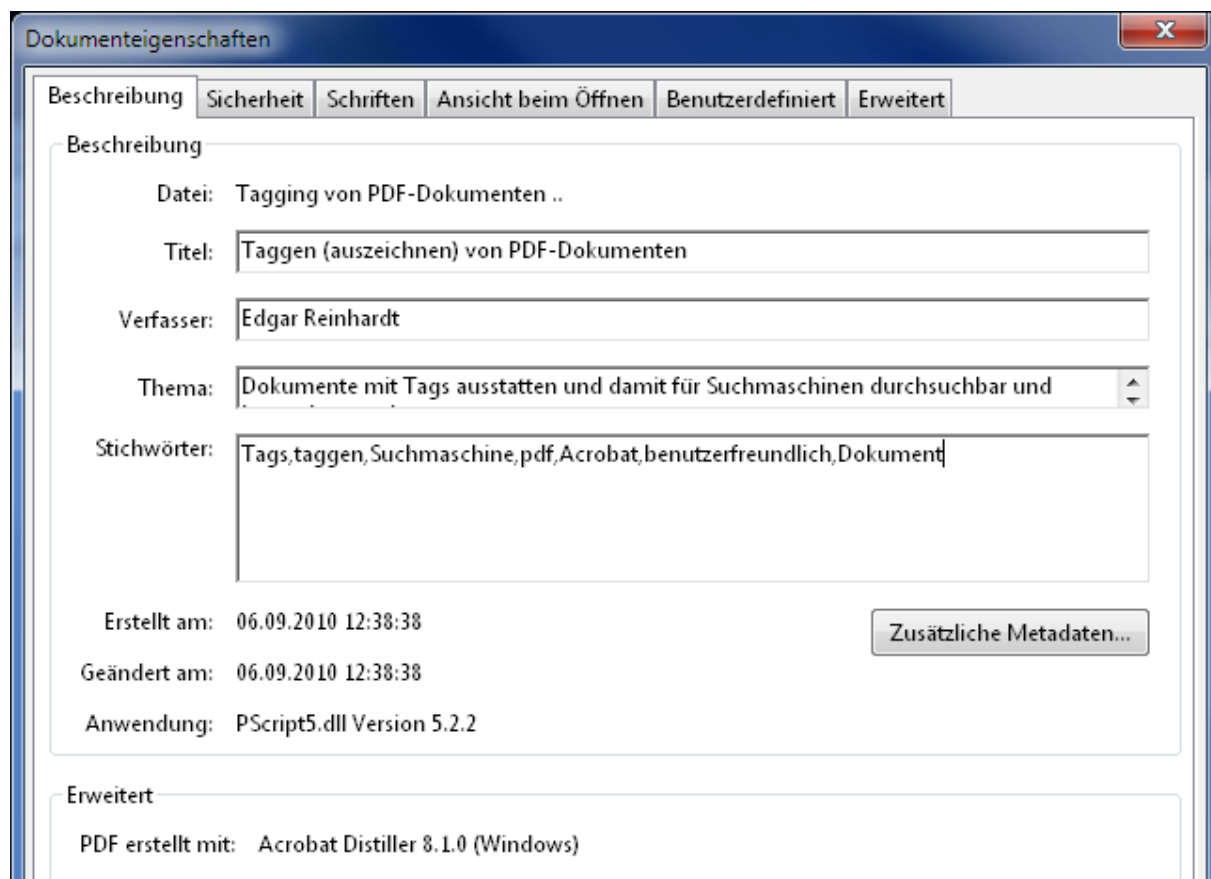 Dokumenteigenschaften
Beschreibung Sicherheit Schriften Ansicht beim Öffnen Benutzerdefiniert Erweitert
Beschreibung
Datei: Tagging von PDF-Dokumenten ..
Titel: Taggen (auszeichnen) von PDF-Dokumenten
Verfasser: Edgar Reinhardt
Thema: Dokumente mit Tags ausstatten und damit für Suchmaschinen durchsuchbar und
Stichwörter: Tags,taggen,Suchmaschine,pdf,Acrobat,benutzerfreundlich,Dokument
Erstellt am: 06.09.2010 12:38:38
Zusätzliche Metadaten...
Geändert am: 06.09.2010 12:38:38
Anwendung: PScript5.dll Version 5.2.2
Erweitert
PDF erstellt mit: Acrobat Distiller 8.1.0 (Windows)